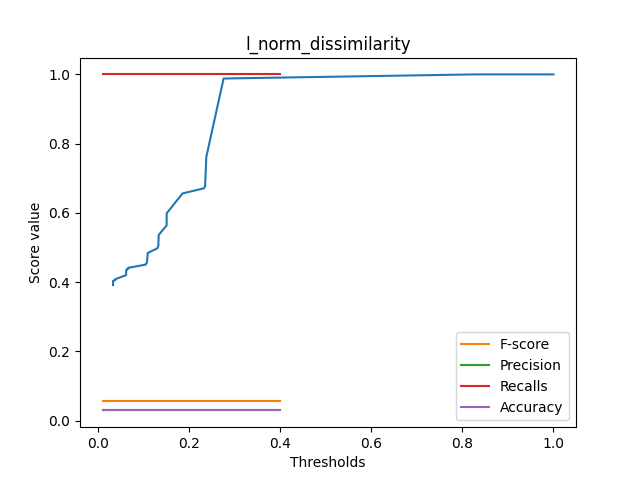 l_norm_dissimilarity
Score value
1.0
0.8
0.6
0.4
0.2
0.0
F-score
Precision
Recalls
Accuracy
0.0 0.2 0.4 0.6 0.8 1.0
Thresholds